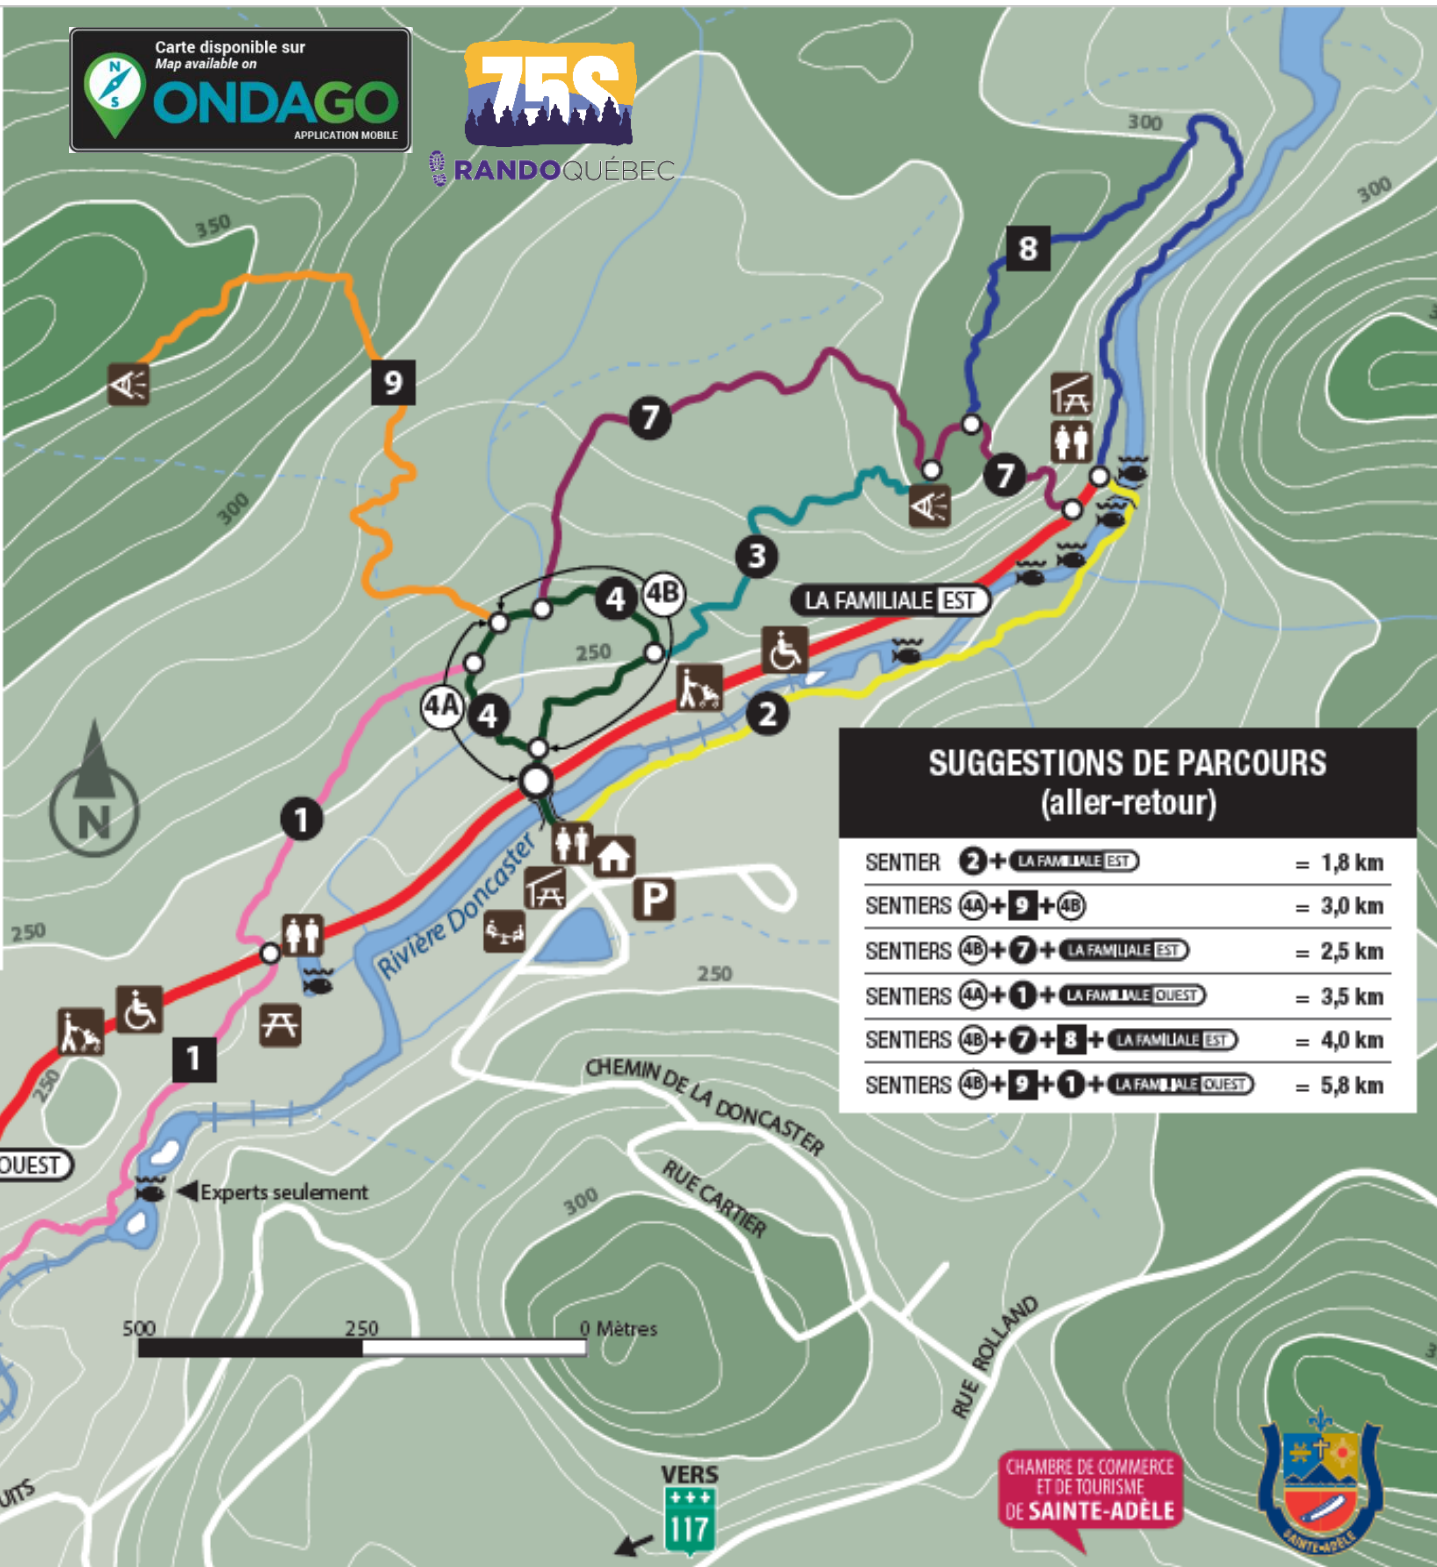 Carte disponible sur
Map available on
N
S
ONDAGO
APPLICATION MOBILE
75S
RANDOQUÉBEC
300
300
350
8
9
7
7
300
3
4
4B
LA FAMILIALE EST
250
4A
4
2
N
1
SUGGESTIONS DE PARCOURS
(aller-retour)
SENTIER 2+LA FAMILIALE EST = 1,8 km
SENTIERS 4A+9+4B = 3,0 km
SENTIERS 4B+7+LA FAMILIALE EST = 2,5 km
SENTIERS 4A+1+LA FAMILIALE OUEST = 3,5 km
SENTIERS 4B+7+8+LA FAMILIALE EST = 4,0 km
SENTIERS 4B+9+1+LA FAMILIALE OUEST = 5,8 km
Rivière Doncaster
P
250
250
1
250
CHEMIN DE LA DONCASTER
OUEST
RUE CARTIER
Experts seulement
300
500 250 0 Mètres
RUE ROLLAND
UITS
VERS
117
CHAMBRE DE COMMERCE
ET DE TOURISME
DE SAINTE-ADÈLE
SAINTE-ADÈLE